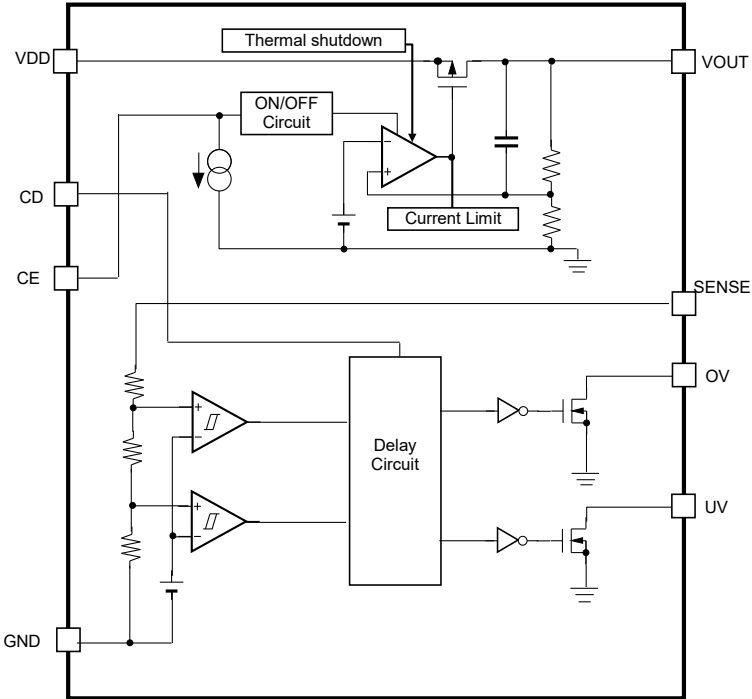 Thermal shutdown
VDD
VOUT
ON/OFF
Circuit
−
+
CD
Current Limit
CE
SENSE
OV
+
−
Delay
Circuit
UV
+
−
GND